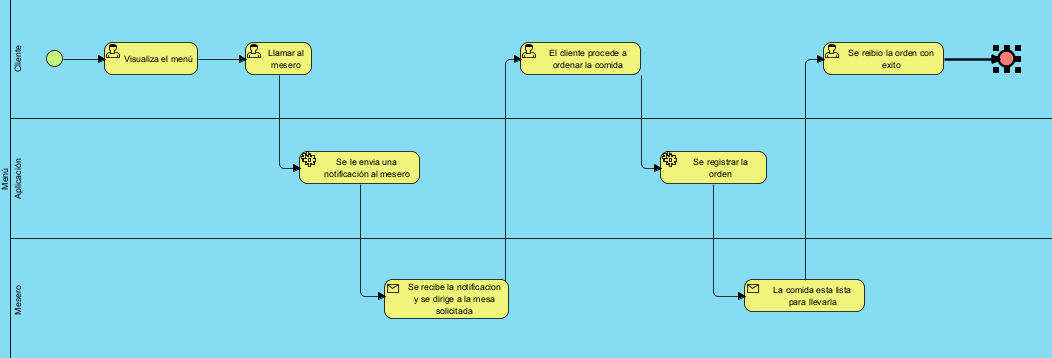 Menú
Cliente
Visualiza el menú
Llamar al
mesero
El cliente procede a
ordenar la comida
Se reibio la orden con
exito
Aplicación
Se le envia una
notificación al mesero
Se registrar la
orden
Mesero
Se recibe la notificacion
y se dirige a la mesa
solicitada
La comida esta lista
para llevarla